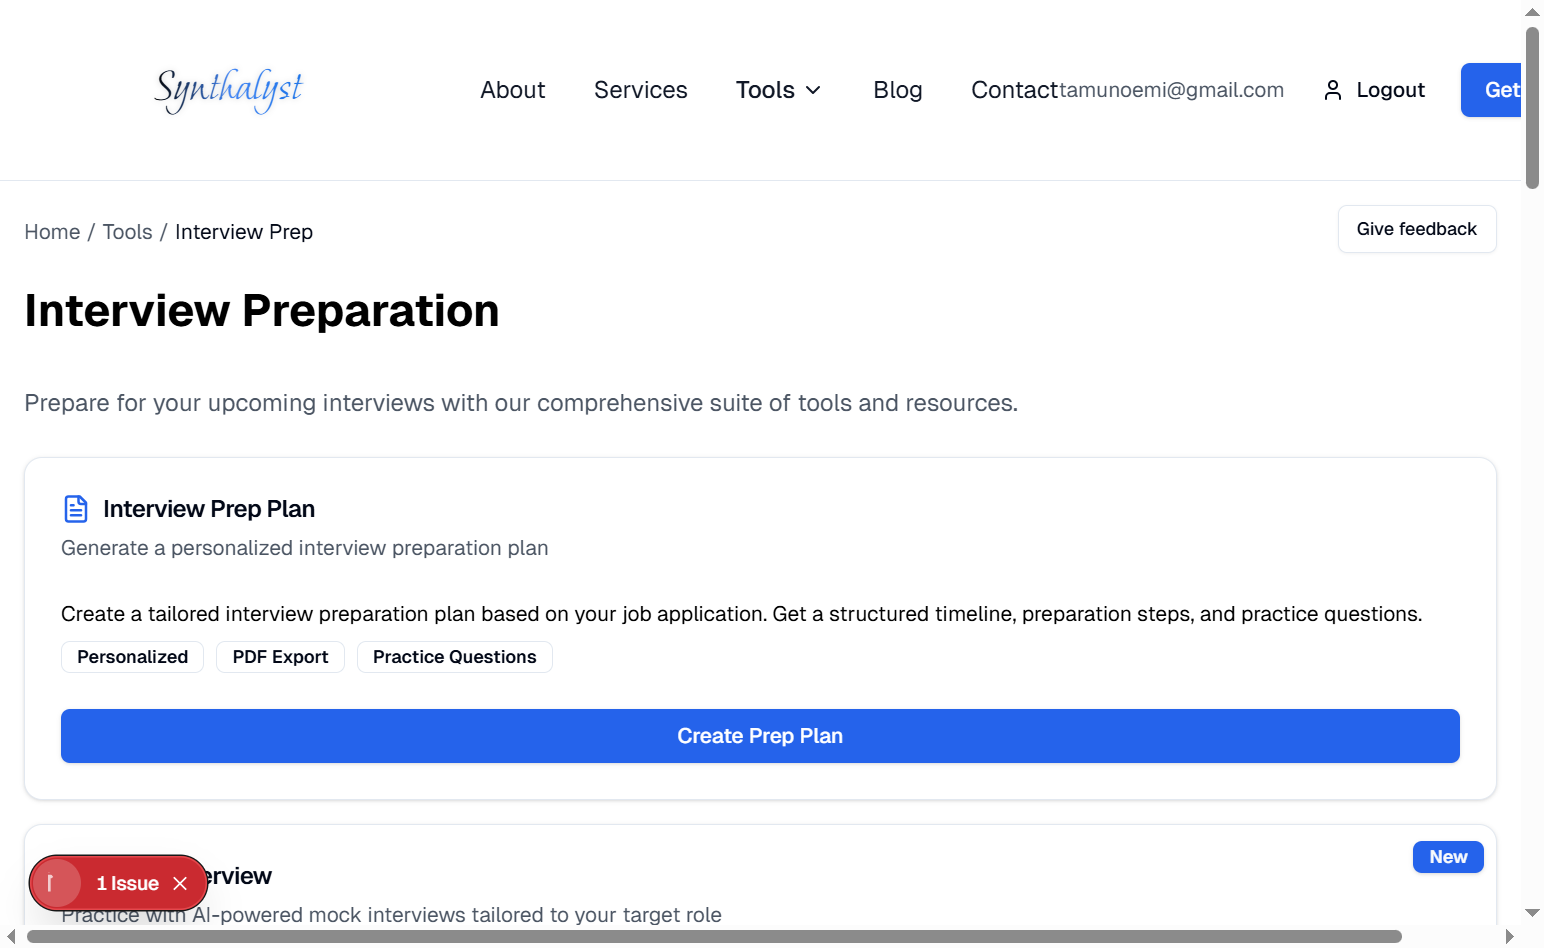 Synthalyst
About Services Tools Blog Contact tamunoemi@gmail.com Logout Get
Home / Tools / Interview Prep
Give feedback
Interview Preparation
Prepare for your upcoming interviews with our comprehensive suite of tools and resources.
Interview Prep Plan
Generate a personalized interview preparation plan
Create a tailored interview preparation plan based on your job application. Get a structured timeline, preparation steps, and practice questions.
Personalized PDF Export Practice Questions
Create Prep Plan
New
1 Issue
Practice with AI-powered mock interviews tailored to your target role